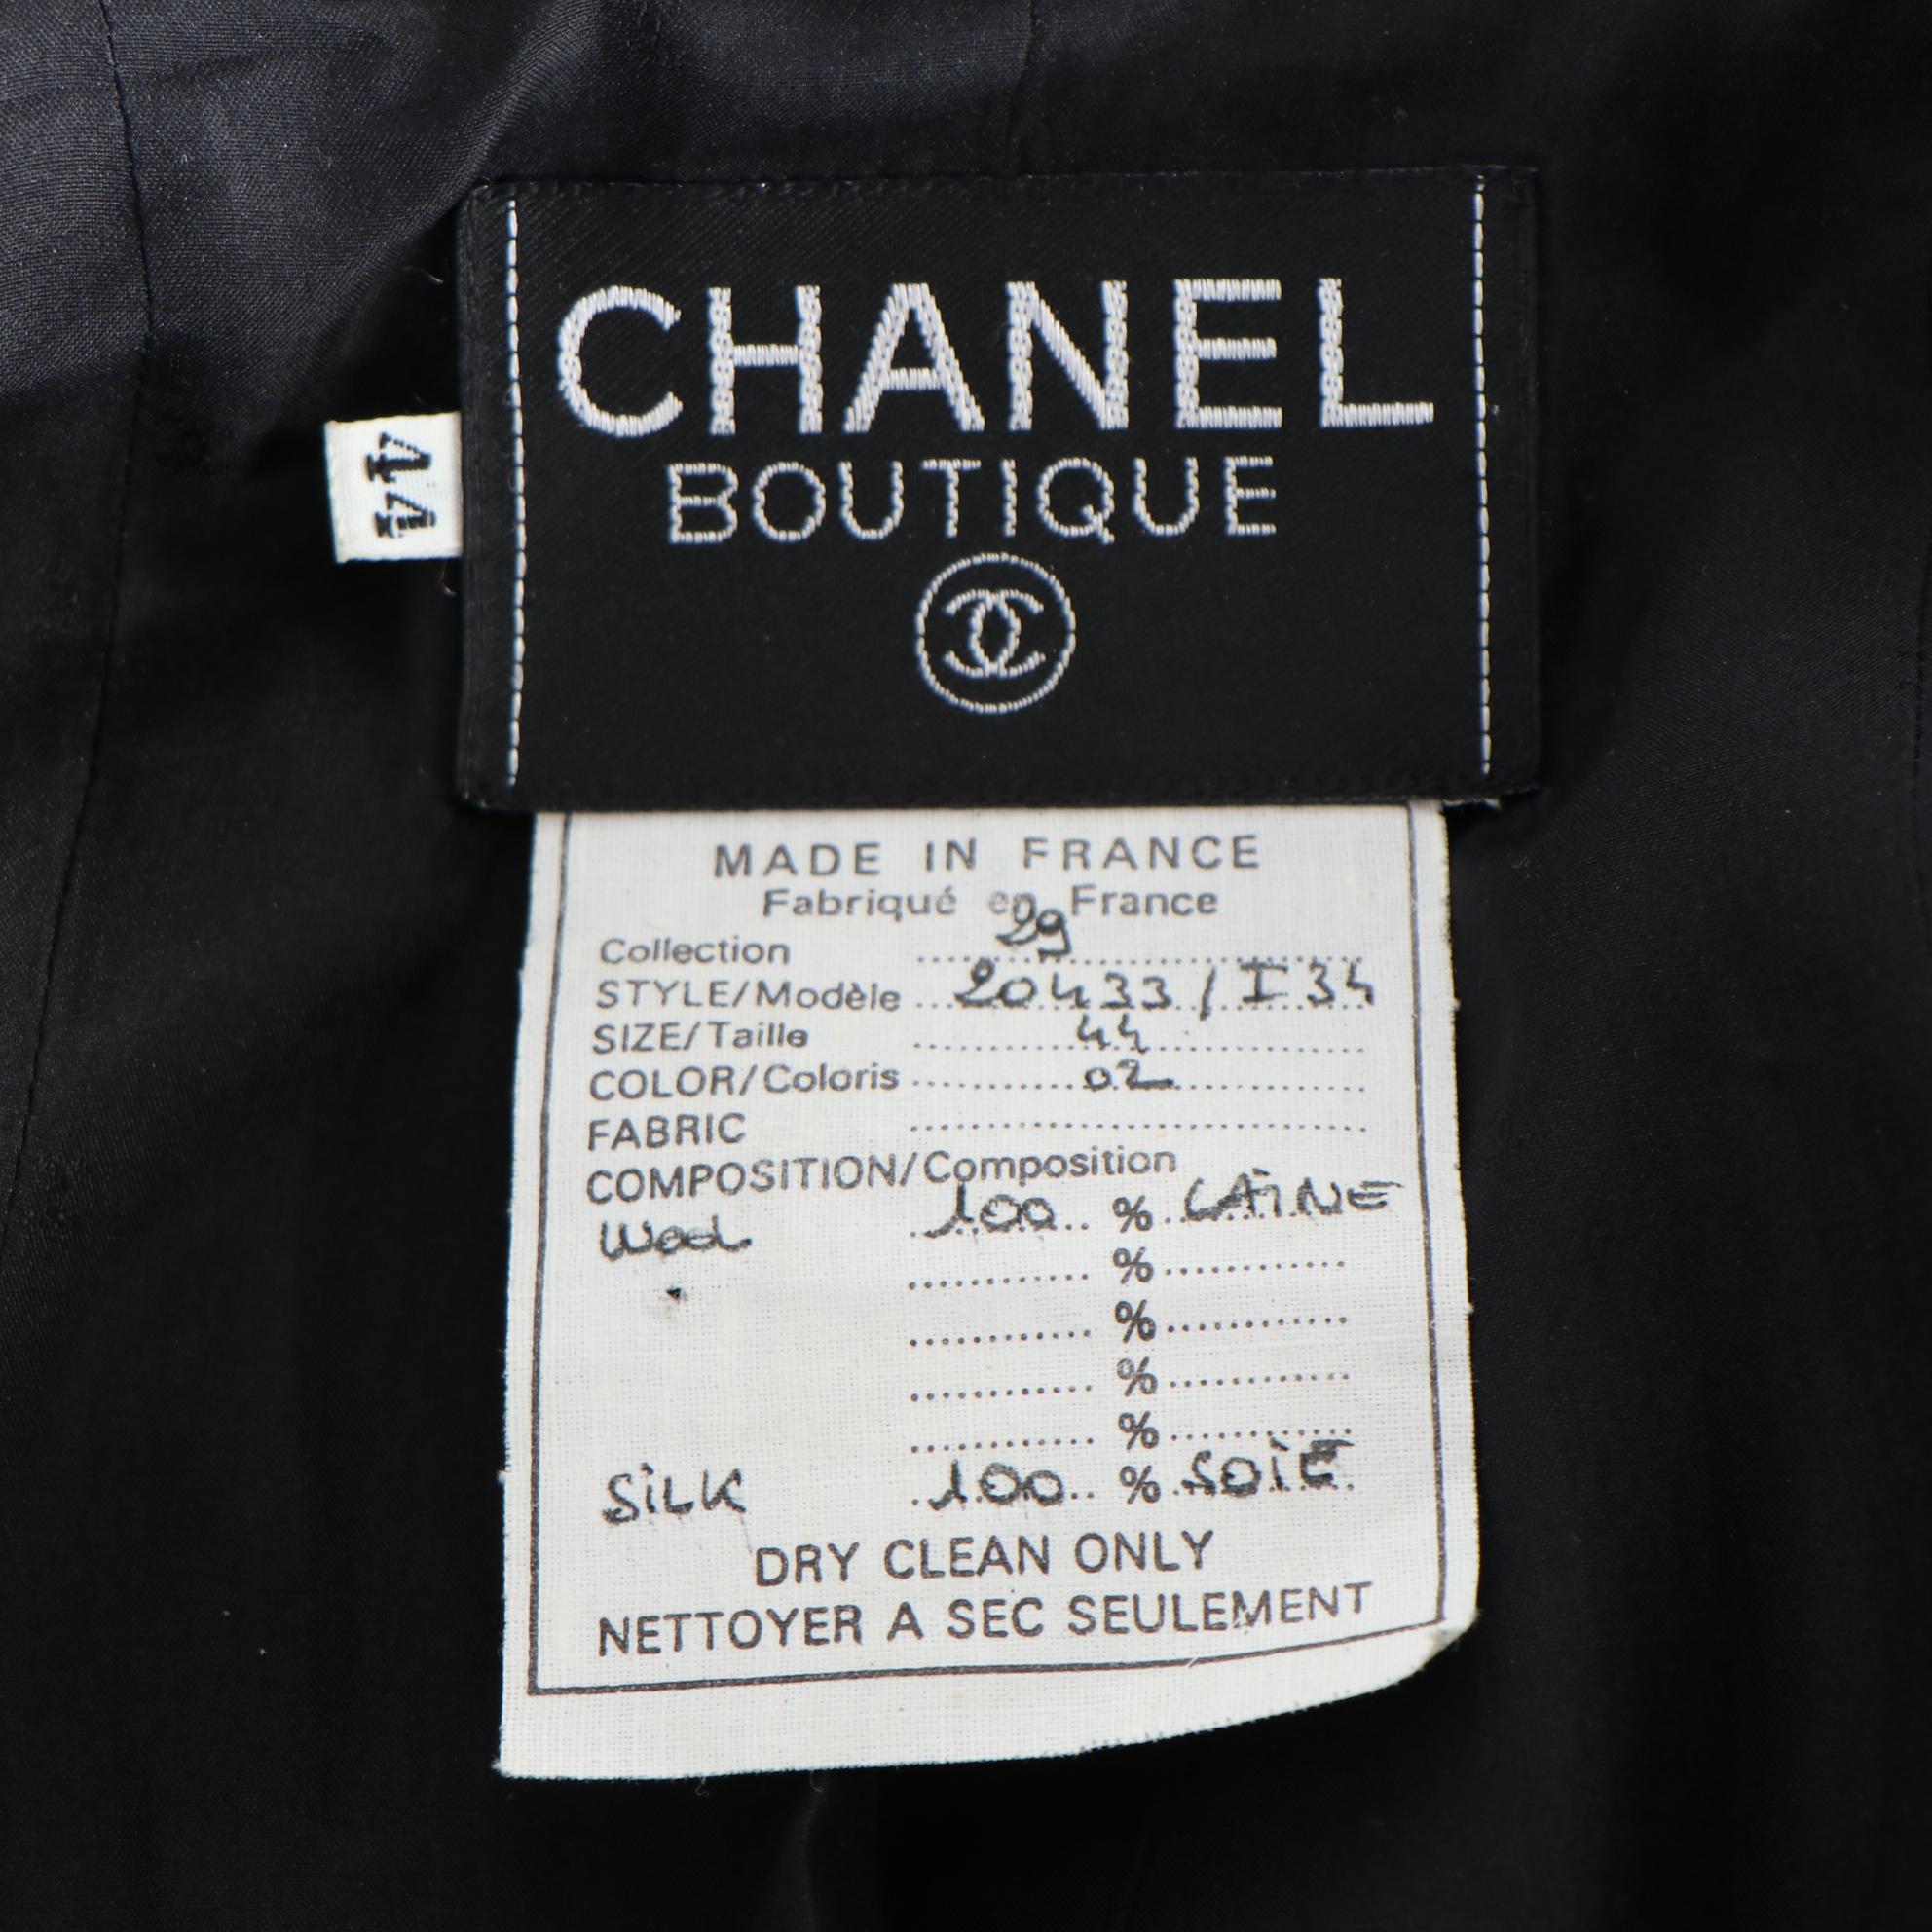 CHANEL
BOUTIQUE
44
MADE IN FRANCE
Fabriqué en France
Collection 29
STYLE/Modèle 20433/I34
SIZE/Taille 44
COLOR/Coloris 02
FABRIC
COMPOSITION/Composition
Wool 100 % LAiNE
%
%
%
%
SiLK 100 % SOiE
DRY CLEAN ONLY
NETTOYER A SEC SEULEMENT